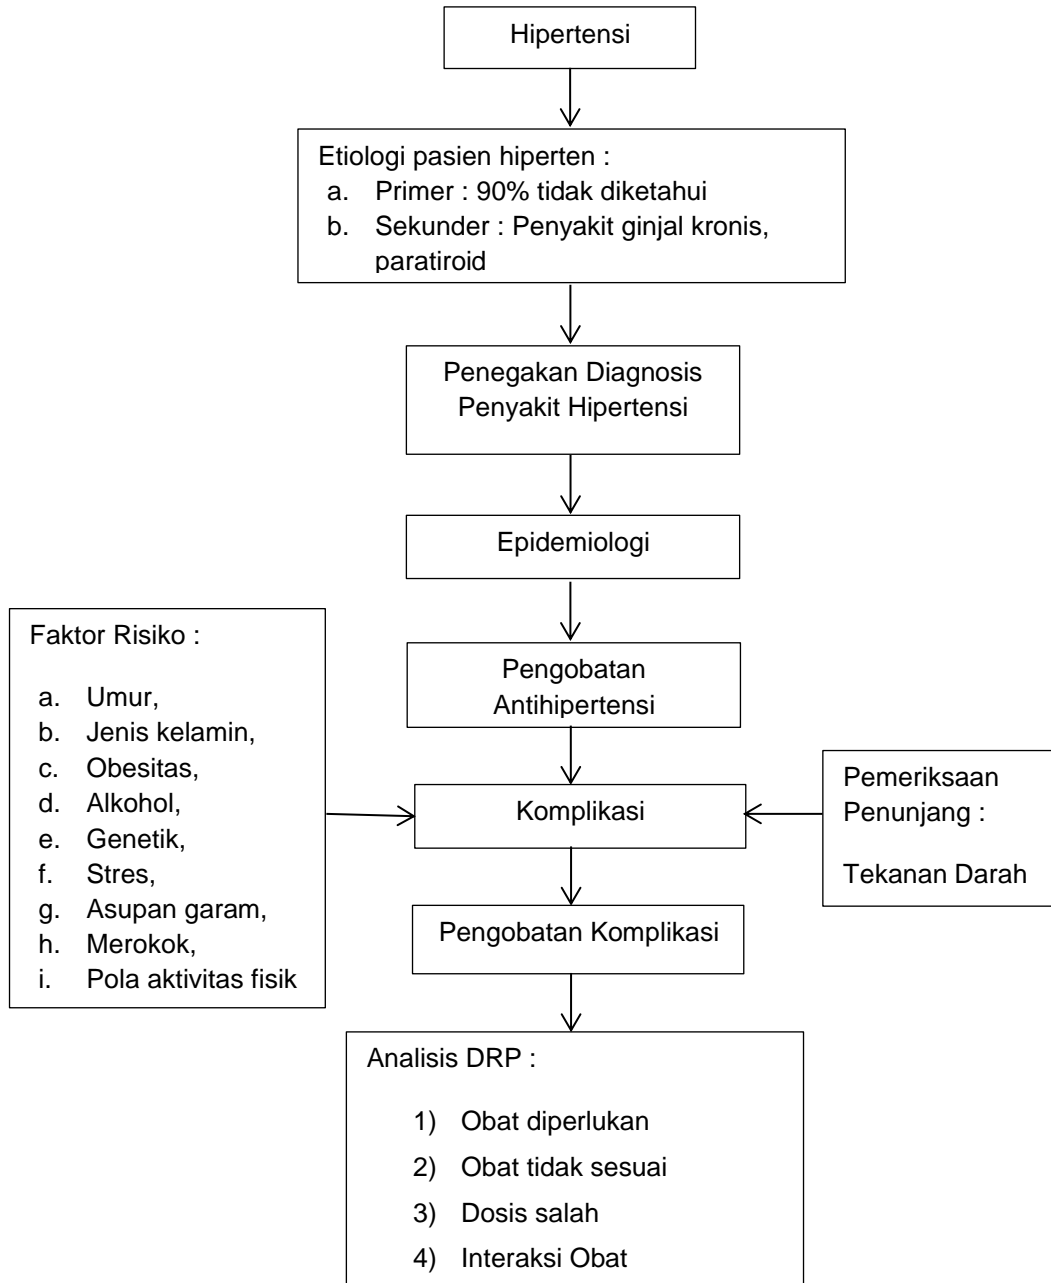 Hipertensi
Etiologi pasien hiperten :
a. Primer : 90% tidak diketahui
b. Sekunder : Penyakit ginjal kronis,
paratiroid
Penegakan Diagnosis
Penyakit Hipertensi
Epidemiologi
Pengobatan
Antihipertensi
Faktor Risiko :
a. Umur,
b. Jenis kelamin,
c. Obesitas,
d. Alkohol,
e. Genetik,
f. Stres,
g. Asupan garam,
h. Merokok,
i. Pola aktivitas fisik
Komplikasi
Pemeriksaan
Penunjang :
Tekanan Darah
Pengobatan Komplikasi
Analisis DRP :
1) Obat diperlukan
2) Obat tidak sesuai
3) Dosis salah
4) Interaksi Obat